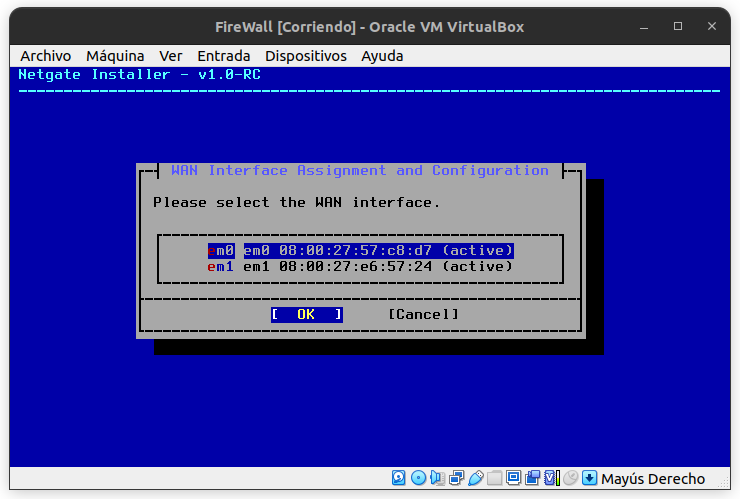 FireWall [Corriendo] - Oracle VM VirtualBox
Archivo Máquina Ver Entrada Dispositivos Ayuda
Netgate Installer - v1.0-RC
WAN Interface Assignment and Configuration
Please select the WAN interface.
em0 em0 08:00:27:57:c8:d7 (active)
em1 em1 08:00:27:e6:57:24 (active)
[ OK ] [Cancel]
Mayús Derecho